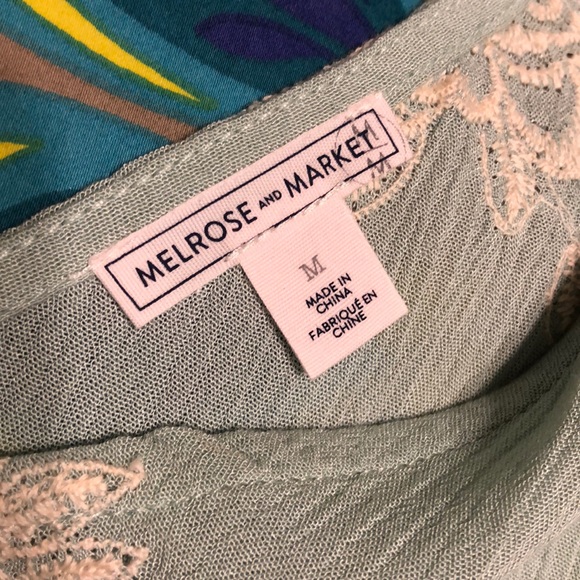 MELROSE AND MARKET
M
MADE IN
CHINA
FABRIQUÉ EN
CHINE